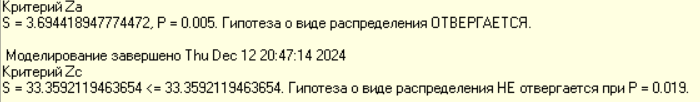 Критерий Za
S = 3.694418947774472, P = 0.005. Гипотеза о виде распределения ОТВЕРГАЕТСЯ.
Моделирование завершено Thu Dec 12 20:47:14 2024
Критерий Zc
S = 33.3592119463654 <= 33.3592119463654. Гипотеза о виде распределения НЕ отвергается при P = 0.019.